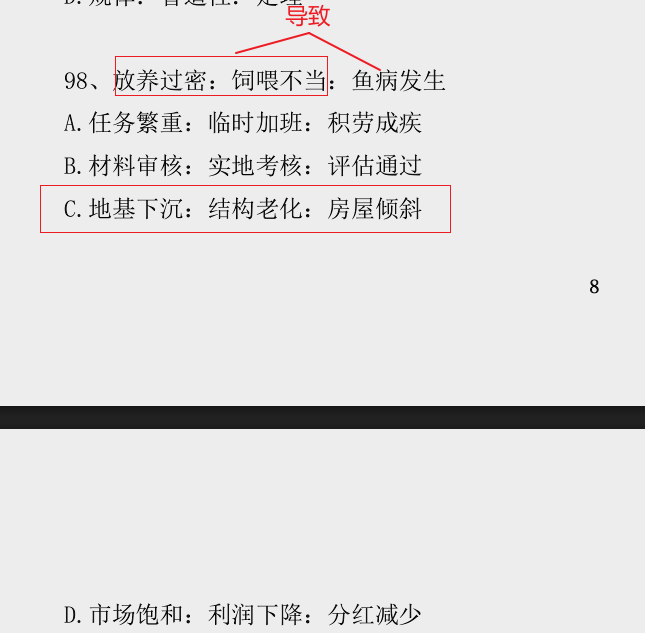 D.规律：普遍性：定理
导致
98、放养过密：饲喂不当：鱼病发生
A.任务繁重：临时加班：积劳成疾
B.材料审核：实地考核：评估通过
C.地基下沉：结构老化：房屋倾斜
8
D.市场饱和：利润下降：分红减少